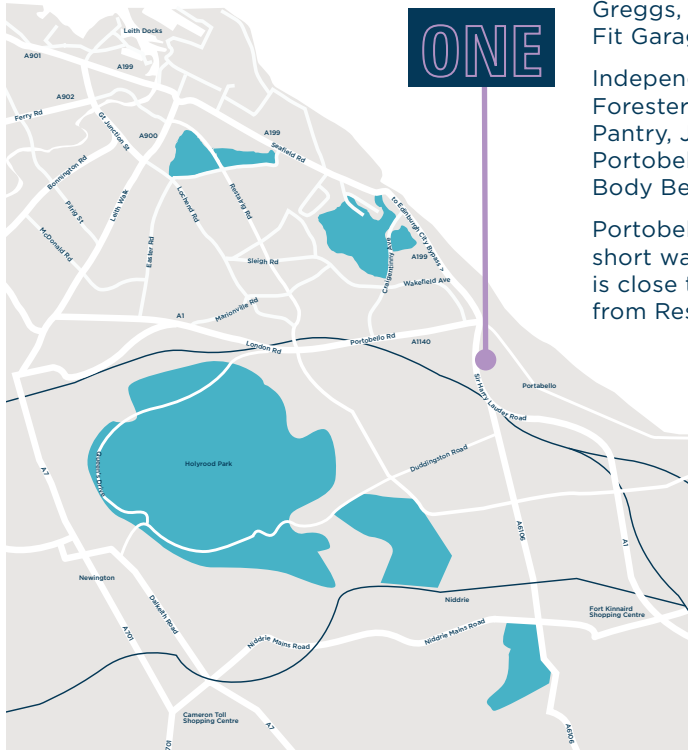 ONE
Greggs,
Fit Garag
Independ
Forester
Pantry, J
Portobel
Body Be
Portobel
short wa
is close t
from Res
Leith Docks
A901
A199
A902
Ferry Rd
Gt Junction St
A900
A199
Seafield Rd
Bonnington Rd
Pilrig St
Leith Walk
Lochend Rd
Restalrig Rd
McDonald Rd
Easter Rd
to Edinburgh City Bypass >
Craigentinny Ave
A199
Sleigh Rd
Wakefield Ave
Marionville Rd
A1
London Rd
Portobello Rd
A1140
Sir Harry Lauder Road
Portabello
Duddingston Road
Holyrood Park
Queen's Drive
A7
A6106
A1
Newington
Dalkeith Road
A701
Niddrie
Niddrie Mains Road
Niddrie Mains Road
Fort Kinnaird
Shopping Centre
Cameron Toll
Shopping Centre
A7
701
A6106